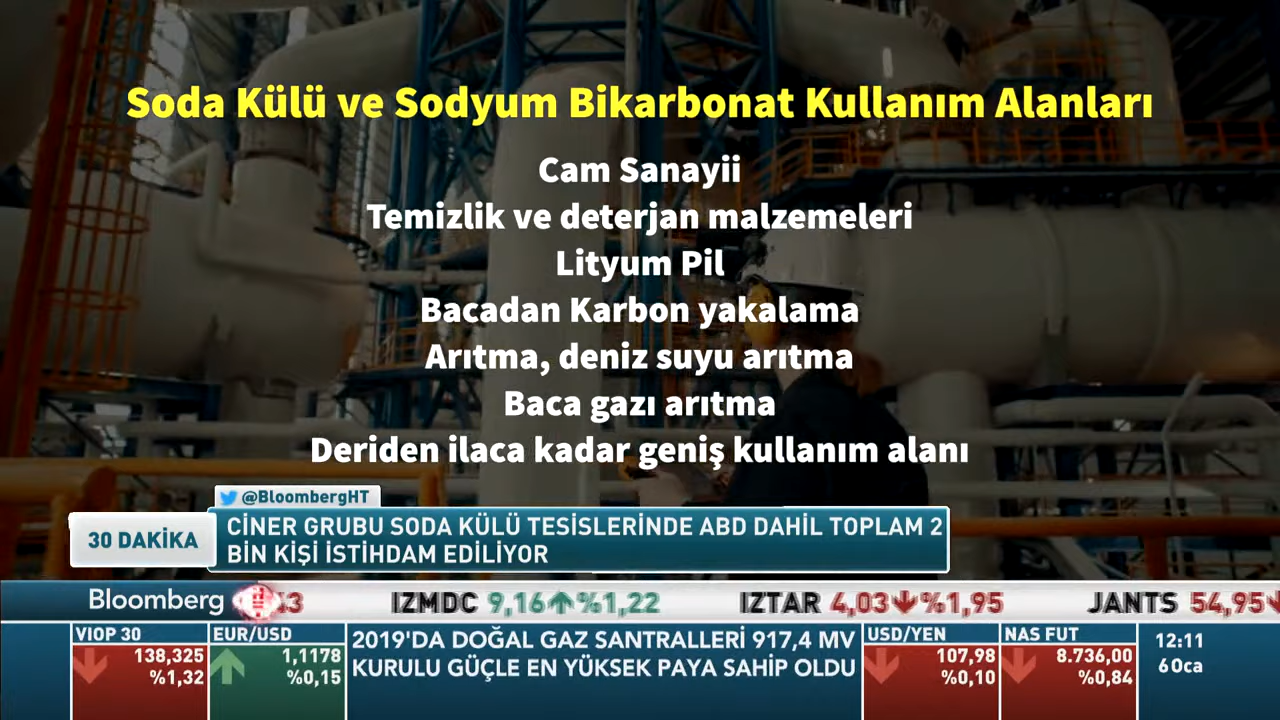 Soda Külü ve Sodyum Bikarbonat Kullanım Alanları
Cam Sanayii
Temizlik ve deterjan malzemeleri
Lityum Pil
Bacadan Karbon yakalama
Arıtma, deniz suyu arıtma
Baca gazı arıtma
Deriden ilaca kadar geniş kullanım alanı
@BloombergHT
30 DAKİKA
CİNER GRUBU SODA KÜLÜ TESİSLERİNDE ABD DAHİL TOPLAM 2
BİN KİŞİ İSTİHDAM EDİLİYOR
Bloomberg IZMDC 9,16 %1,22 IZTAR 4,03 %1,95 JANTS 54,95
VIOP 30
138,325
%1,32
EUR/USD
1,1178
%0,15
2019'DA DOĞAL GAZ SANTRALLERİ 917,4 MV
KURULU GÜÇLE EN YÜKSEK PAYA SAHİP OLDU
USD/YEN
107,98
%0,10
NAS FUT
8.736,00
%0,84
12:11
6 Oca